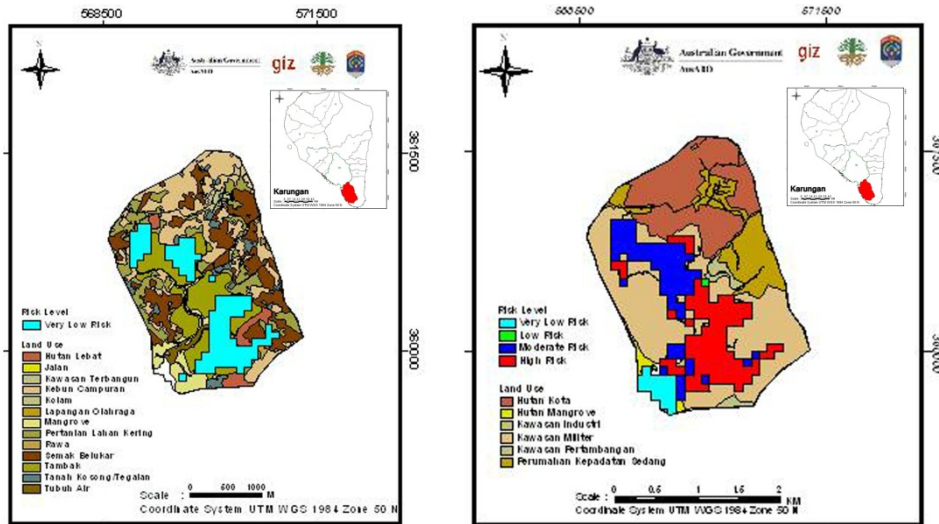 568500
571500
N
Australian Government
AusAID
giz
Karungan
361500
360000
Risk Level
Very Low Risk
Land Use
Hutan Lebat
Jalan
Kawasan Terbangun
Kebun Campuran
Kolam
Lapangan Olahraga
Mangrove
Pertanian Lahan Kering
Rawa
Semak Belukar
Tambak
Tanah Kosong/Tegalan
Tubuh Air
Scale :
0 500 1000
M
Coordinate System UTM WGS 1984 Zone 50 N
571500
N
Australian Government
AusAID
giz
Karungan
Risk Level
Very Low Risk
Low Risk
Moderate Risk
High Risk
Land Use
Hutan Kota
Hutan Mangrove
Kawasan Industri
Kawasan Militer
Kawasan Pertambangan
Perumahan Kepadatan Sedang
Scale :
0 0.5 1 2
KM
Coordinate System UTM WGS 1984 Zone 50 N